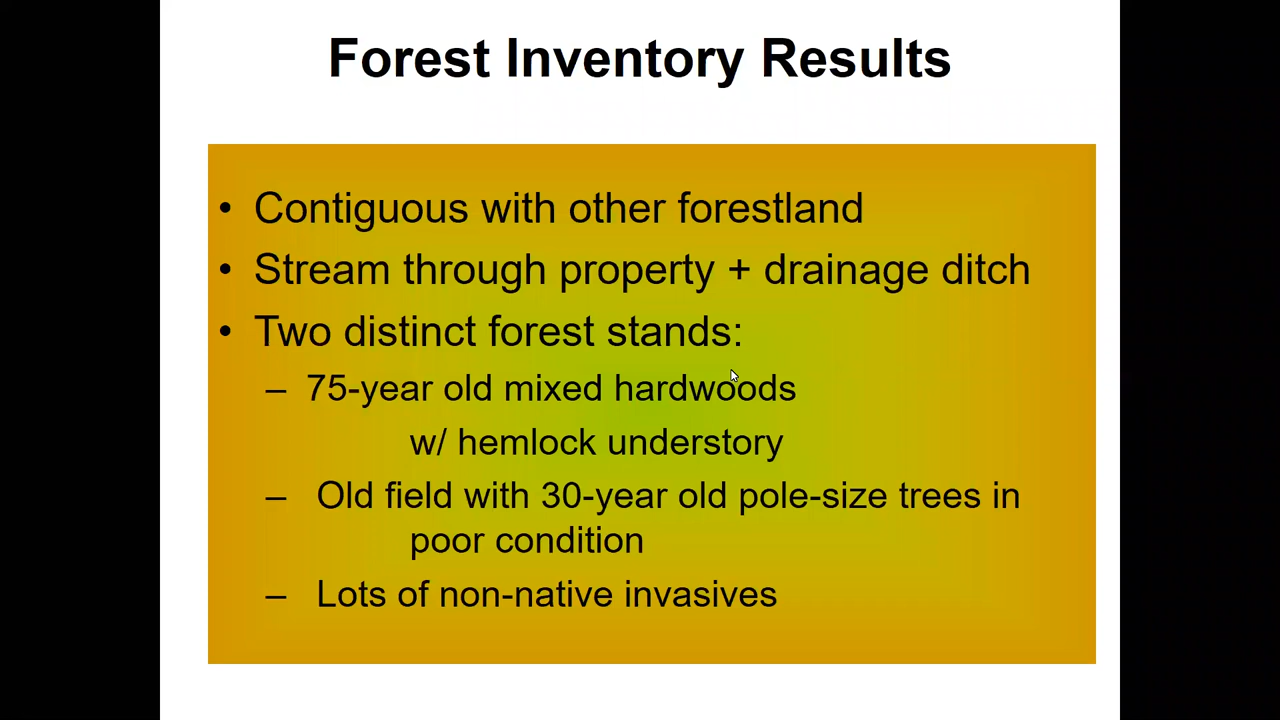 Forest Inventory Results
• Contiguous with other forestland
• Stream through property + drainage ditch
• Two distinct forest stands:
– 75-year old mixed hardwoods
w/ hemlock understory
– Old field with 30-year old pole-size trees in
poor condition
– Lots of non-native invasives